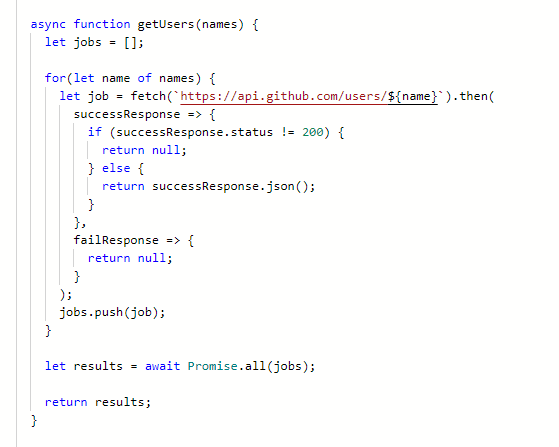 async function getUsers(names) {
  let jobs = [];

  for(let name of names) {
    let job = fetch(`https://api.github.com/users/${name}`).then(
      successResponse => {
        if (successResponse.status != 200) {
          return null;
        } else {
          return successResponse.json();
        }
      },
      failResponse => {
        return null;
      }
    );
    jobs.push(job);
  }

  let results = await Promise.all(jobs);

  return results;
}